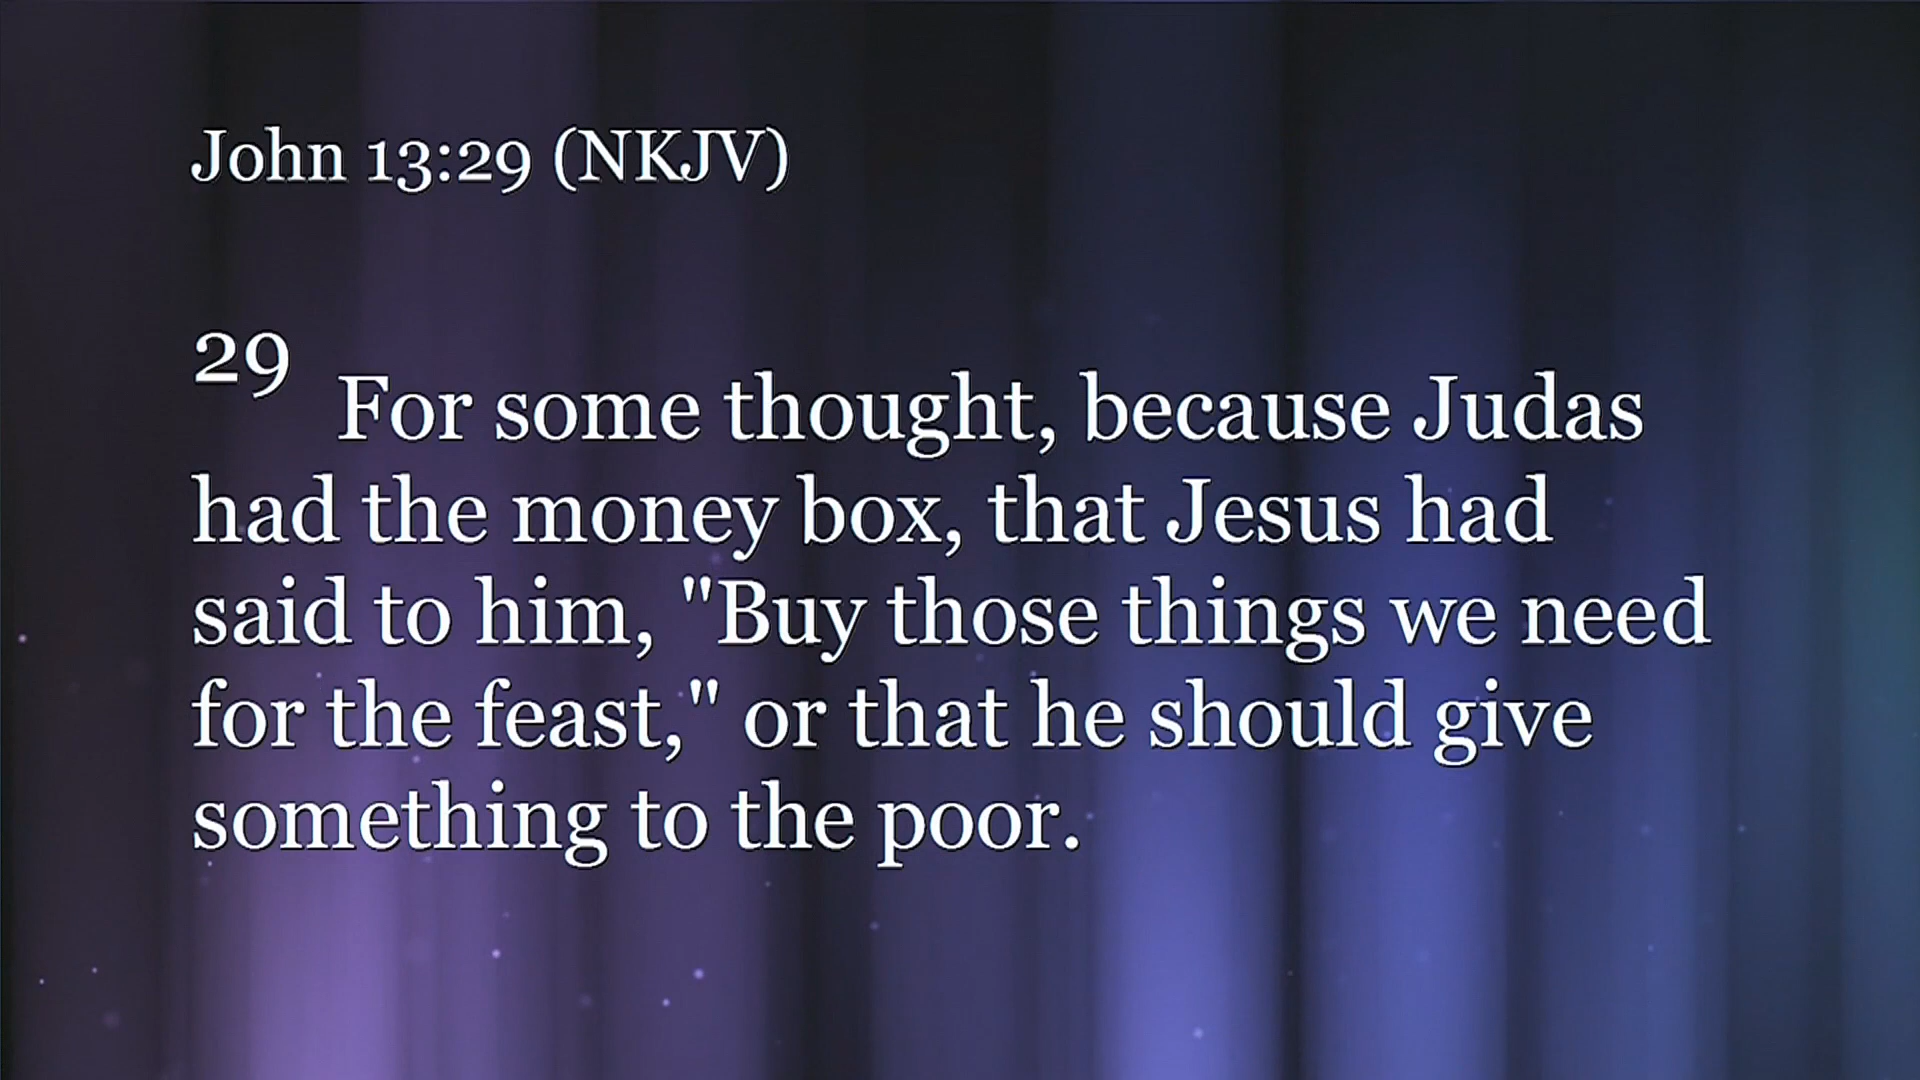 John 13:29 (NKJV)
29 For some thought, because Judas
had the money box, that Jesus had
said to him, "Buy those things we need
for the feast," or that he should give
something to the poor.